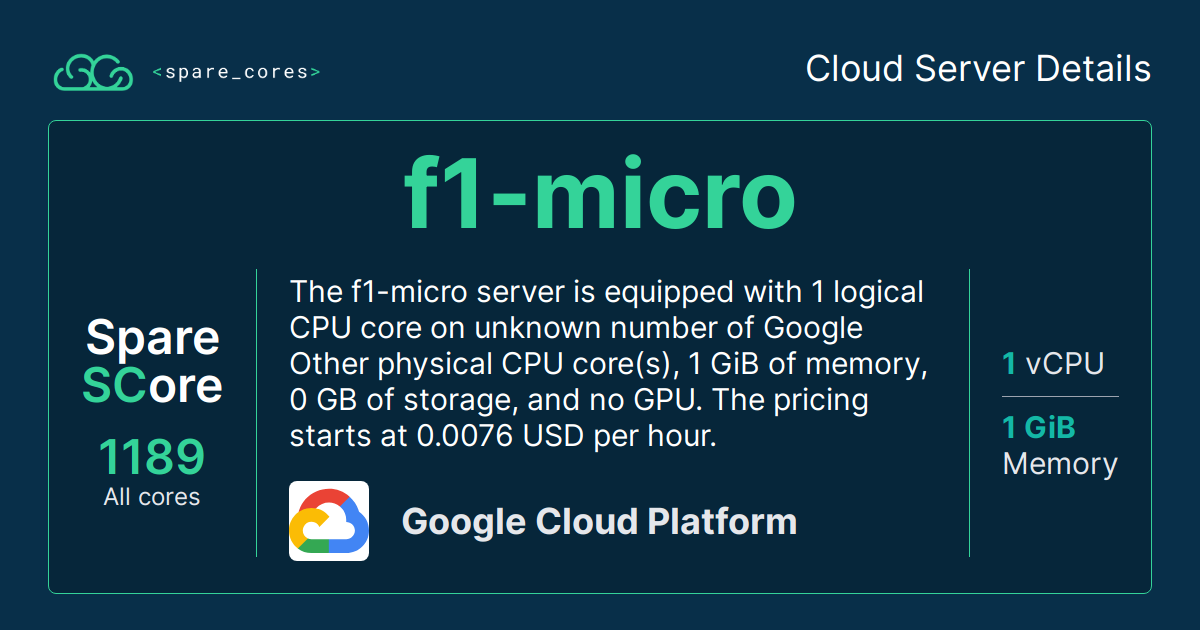 <spare_cores>
Cloud Server Details
f1-micro
Spare
SCore
1189
All cores
The f1-micro server is equipped with 1 logical
CPU core on unknown number of Google
Other physical CPU core(s), 1 GiB of memory,
0 GB of storage, and no GPU. The pricing
starts at 0.0076 USD per hour.
Google Cloud Platform
1 vCPU
1 GiB
Memory